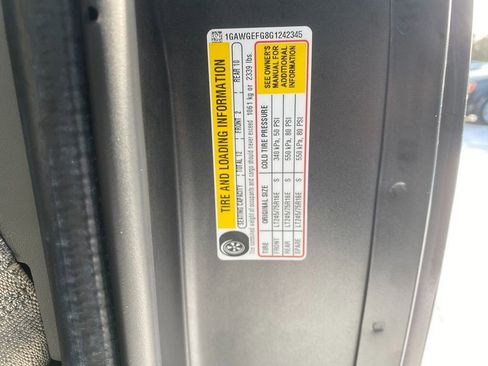 1GAWGEFG8G1242345
TIRE AND LOADING INFORMATION
SEATING CAPACITY TOTAL 12 FRONT 2 REAR 10
The combined weight of occupants and cargo should never exceed 1061 kg or 2339 lbs.
TIRE ORIGINAL SIZE COLD TIRE PRESSURE
FRONT LT245/75R16E S 340 kPa, 50 PSI
REAR LT245/75R16E S 550 kPa, 80 PSI
SPARE LT245/75R16E S 550 kPa, 80 PSI
SEE OWNER'S
MANUAL FOR
ADDITIONAL
INFORMATION